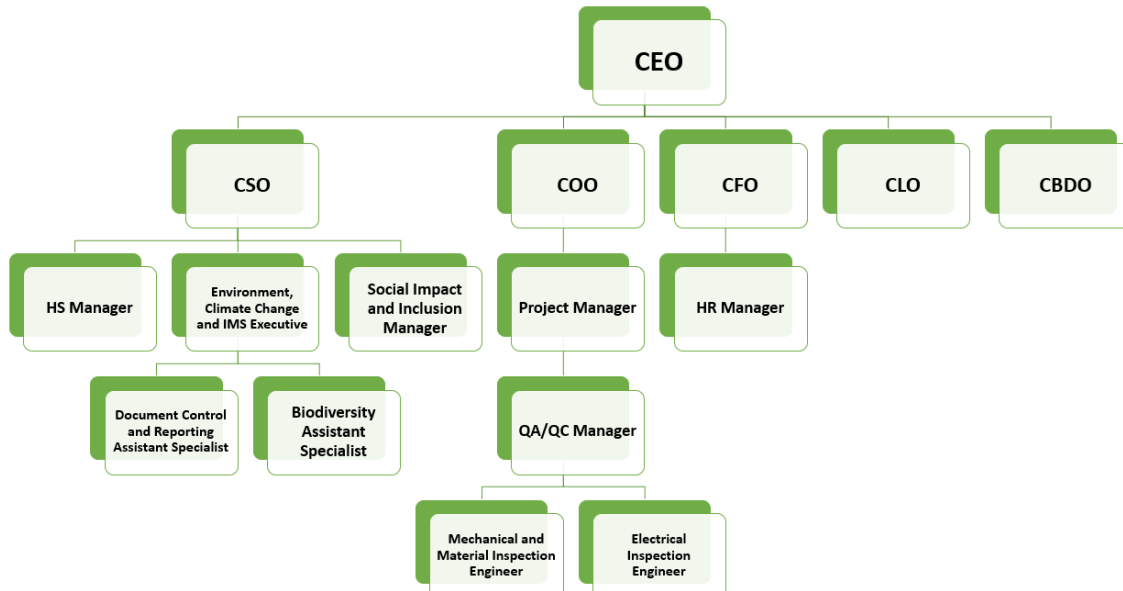 CEO
CSO
COO
CFO
CLO
CBDO
HS Manager
Environment,
Climate Change
and IMS Executive
Social Impact
and Inclusion
Manager
Project Manager
HR Manager
Document Control
and Reporting
Assistant Specialist
Biodiversity
Assistant
Specialist
QA/QC Manager
Mechanical and
Material Inspection
Engineer
Electrical
Inspection
Engineer